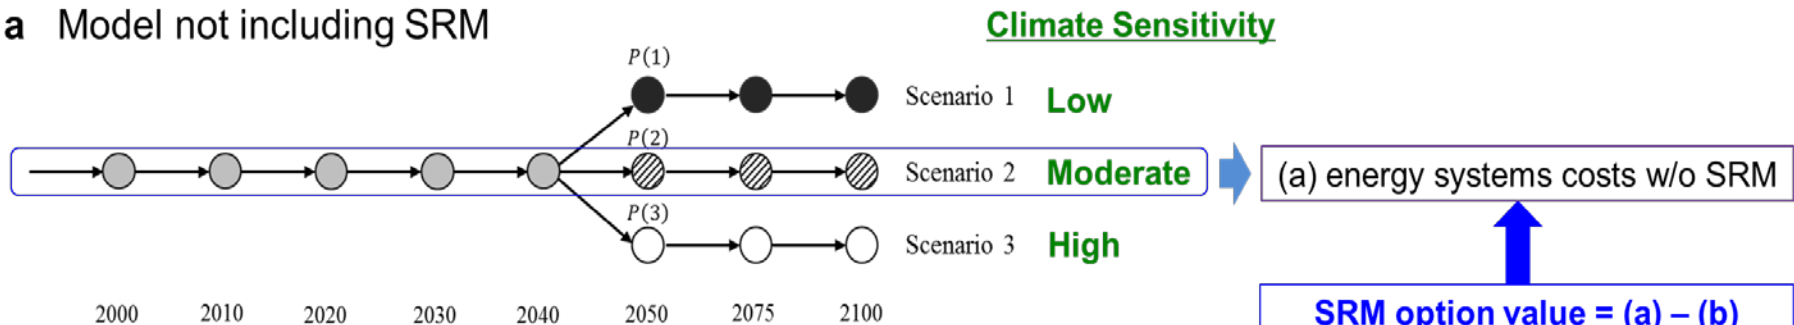 a Model not including SRM
Climate Sensitivity
P(1)
Scenario 1 Low
P(2)
Scenario 2 Moderate
(a) energy systems costs w/o SRM
P(3)
Scenario 3 High
2000 2010 2020 2030 2040 2050 2075 2100
SRM option value = (a) – (b)